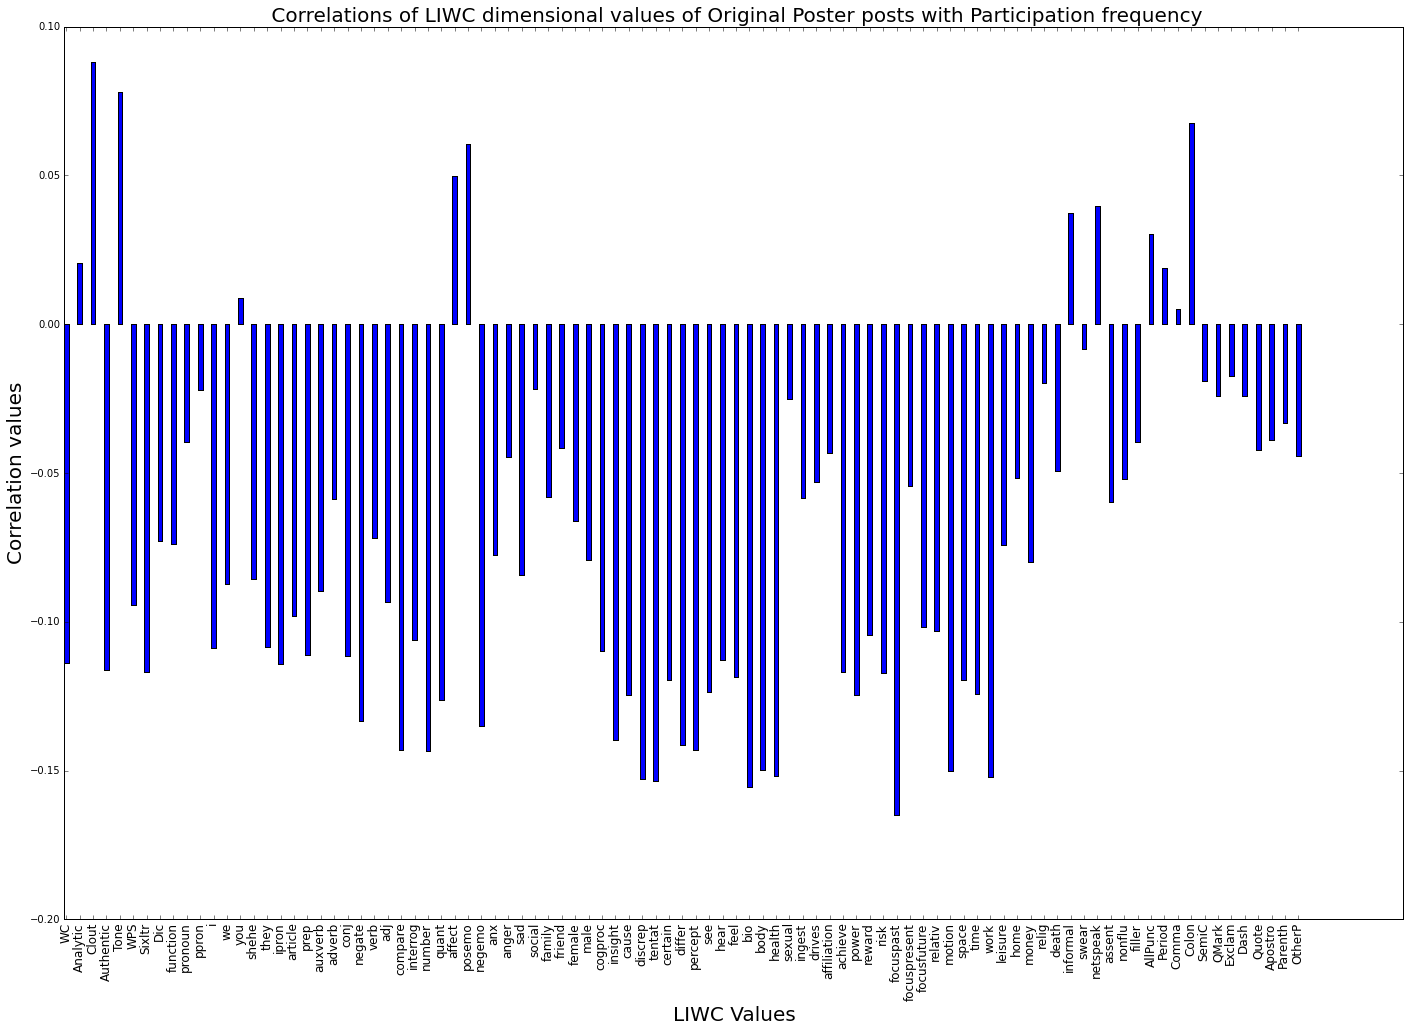 Correlations of LIWC dimensional values of Original Poster posts with Participation frequency
0.10
0.05
0.00
−0.05
−0.10
−0.15
−0.20
Correlation values
WC
Analytic
Clout
Authentic
Tone
WPS
Sixltr
Dic
function
pronoun
ppron
i
we
you
shehe
they
ipron
article
prep
auxverb
adverb
conj
negate
verb
adj
compare
interrog
number
quant
affect
posemo
negemo
anx
anger
sad
social
family
friend
female
male
cogproc
insight
cause
discrep
tentat
certain
differ
percept
see
hear
feel
bio
body
health
sexual
ingest
drives
affiliation
achieve
power
reward
risk
focuspast
focuspresent
focusfuture
relativ
motion
space
time
work
leisure
home
money
relig
death
informal
swear
netspeak
assent
nonflu
filler
AllPunc
Period
Comma
Colon
SemiC
QMark
Exclam
Dash
Quote
Apostro
Parenth
OtherP
LIWC Values